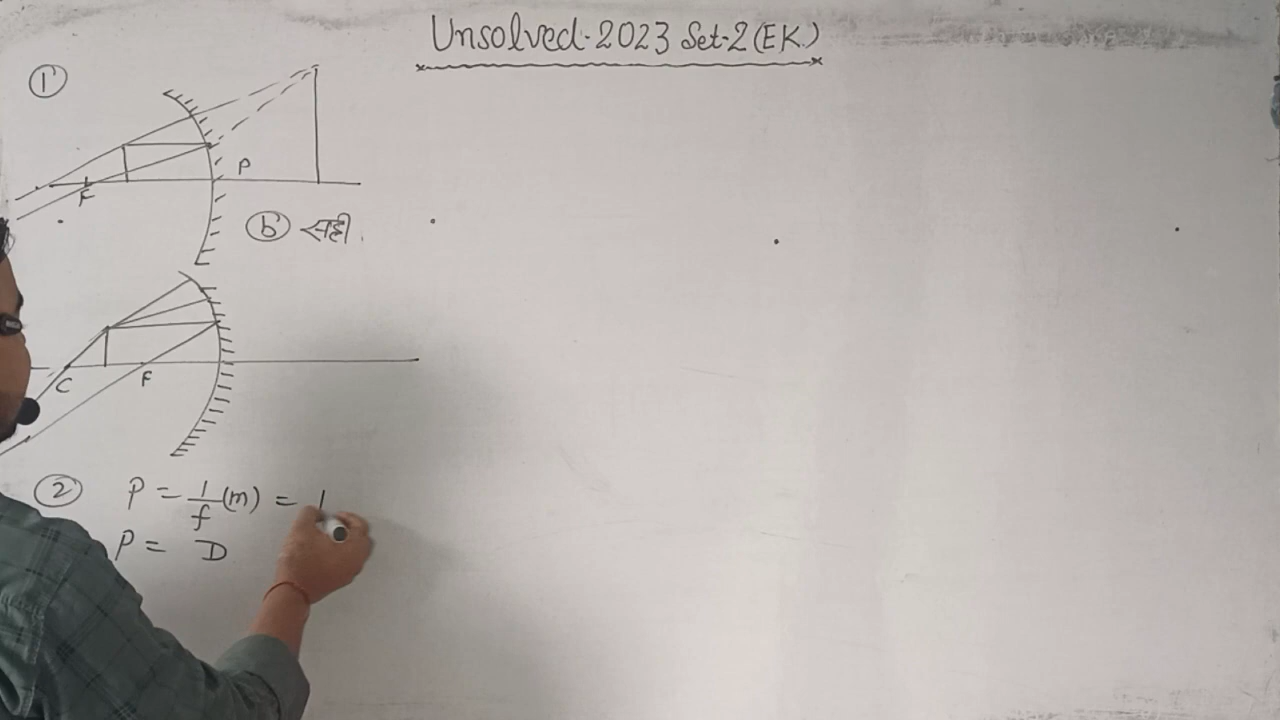 Unsolved-2023 Set-2 (EK.)
①
P
F
ⓑ सही.
C F
② P = 1/f (m) = 1
P = D